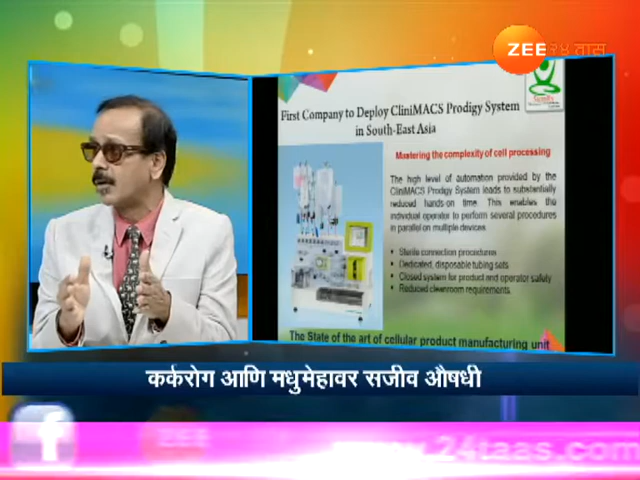 ZEE २४ तास
First Company to Deploy CliniMACS Prodigy System
in South-East Asia
Mastering the complexity of cell processing
The high level of automation provided by the
CliniMACS Prodigy System leads to substantially
reduced hands-on time. This enables the
individual operator to perform several procedures
in parallel on multiple devices
• Sterile connection procedures
• Dedicated, disposable tubing sets
• Closed system for product and operator safety
• Reduced cleanroom requirements.
The State of the art of cellular product manufacturing unit
कर्करोग आणि मधुमेहावर सजीव औषधी
f
ZEE
www.24taas.com